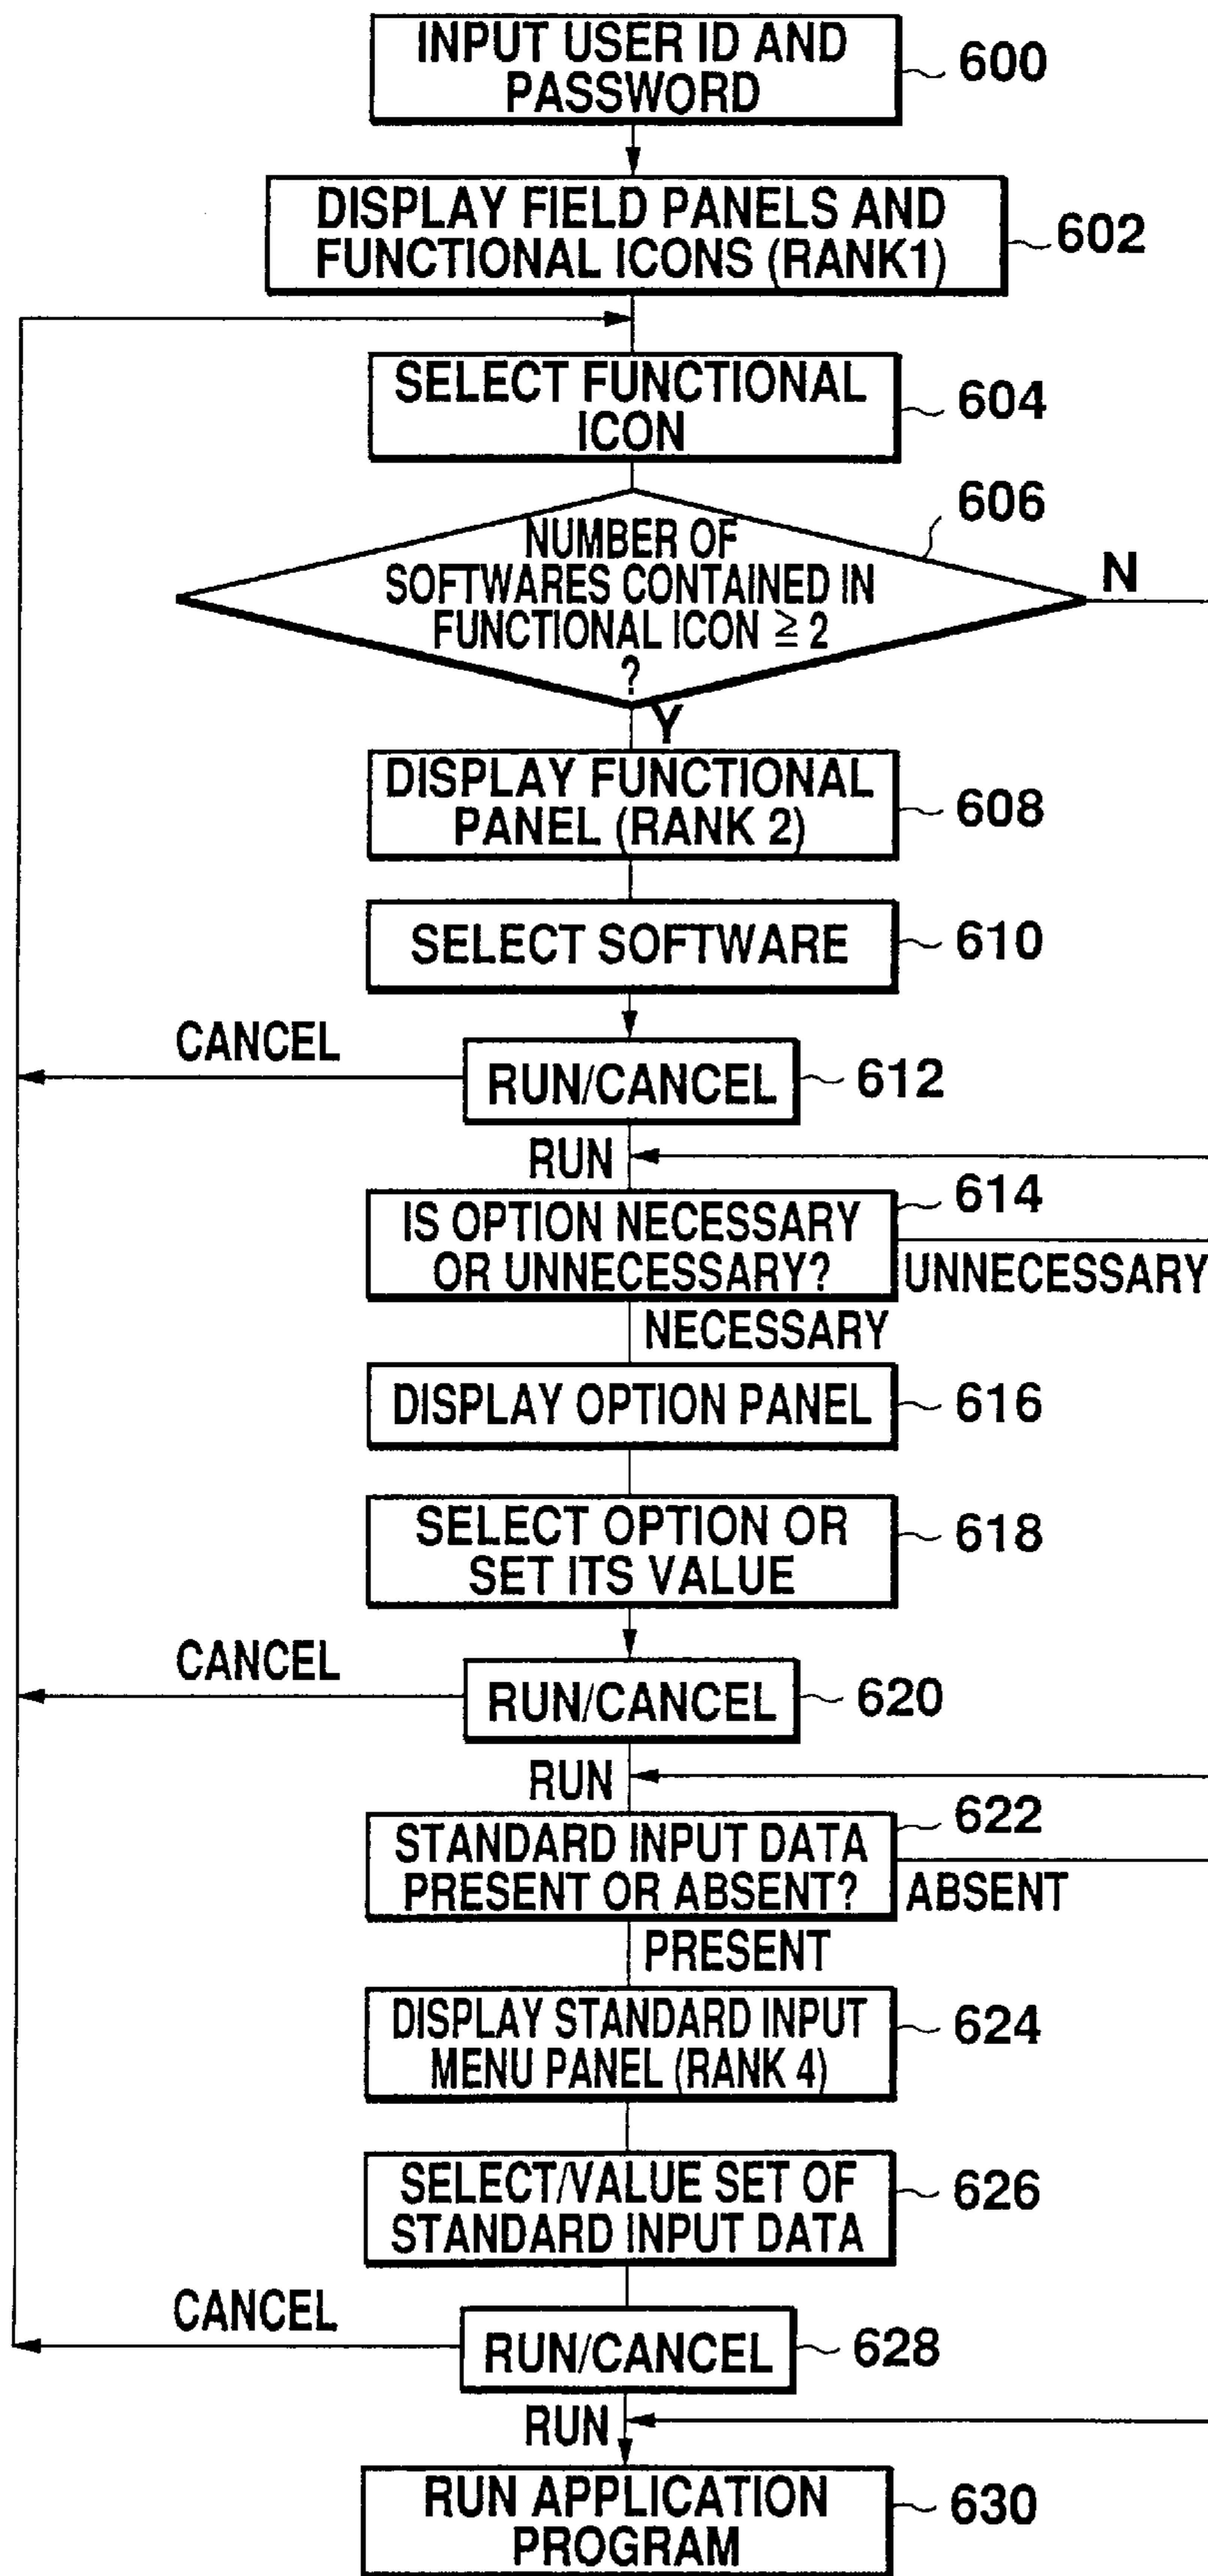 INPUT USER ID AND
PASSWORD
600
DISPLAY FIELD PANELS AND
FUNCTIONAL ICONS (RANK1)
602
SELECT FUNCTIONAL
ICON
604
606
NUMBER OF
SOFTWARES CONTAINED IN
FUNCTIONAL ICON ≧ 2
?
N
Y
DISPLAY FUNCTIONAL
PANEL (RANK 2)
608
SELECT SOFTWARE
610
CANCEL
RUN/CANCEL
612
RUN
614
IS OPTION NECESSARY
OR UNNECESSARY?
UNNECESSARY
NECESSARY
DISPLAY OPTION PANEL
616
SELECT OPTION OR
SET ITS VALUE
618
CANCEL
RUN/CANCEL
620
RUN
622
STANDARD INPUT DATA
PRESENT OR ABSENT?
ABSENT
PRESENT
DISPLAY STANDARD INPUT
MENU PANEL (RANK 4)
624
SELECT/VALUE SET OF
STANDARD INPUT DATA
626
CANCEL
RUN/CANCEL
628
RUN
RUN APPLICATION
PROGRAM
630